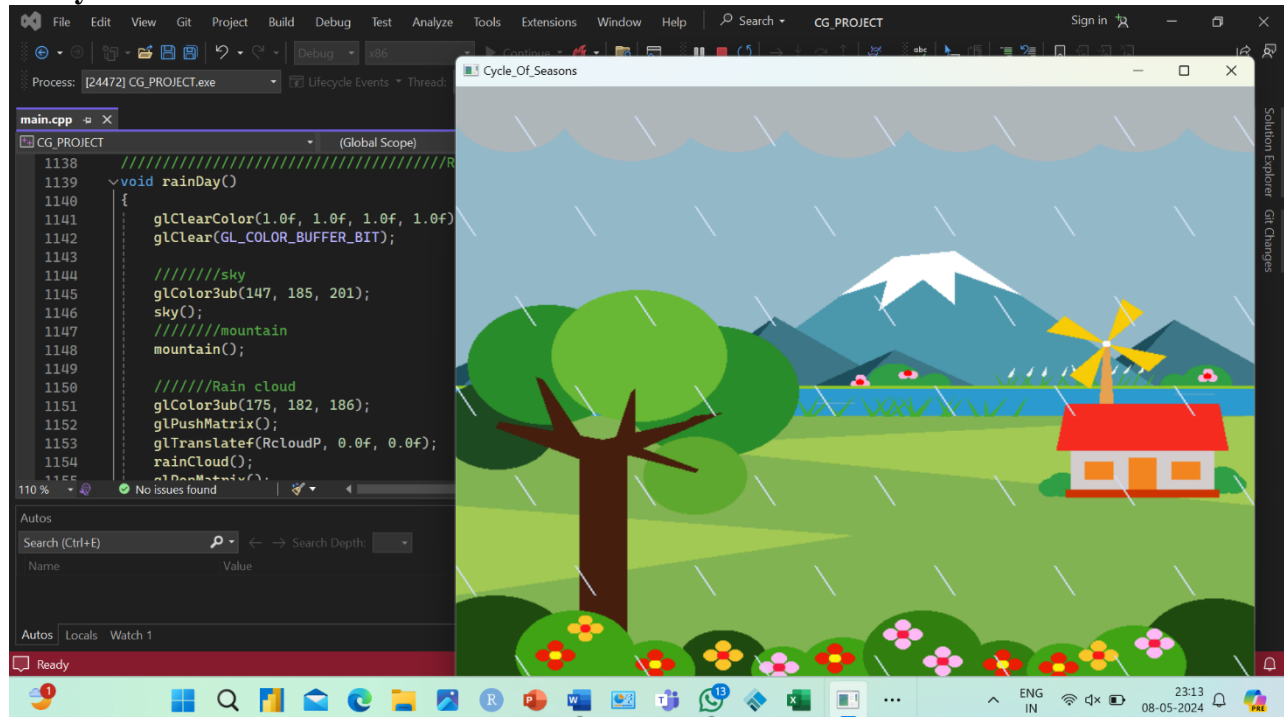 File Edit View Git Project Build Debug Test Analyze Tools Extensions Window Help Search CG_PROJECT Sign in
Debug x86 Continue
Process: [24472] CG_PROJECT.exe Lifecycle Events Thread:
Cycle_Of_Seasons
main.cpp
CG_PROJECT (Global Scope)
1138 //////////////////////////////////////R
1139 void rainDay()
1140 {
1141 glClearColor(1.0f, 1.0f, 1.0f, 1.0f)
1142 glClear(GL_COLOR_BUFFER_BIT);
1143
1144 ////////sky
1145 glColor3ub(147, 185, 201);
1146 sky();
1147 ////////mountain
1148 mountain();
1149
1150 ///////Rain cloud
1151 glColor3ub(175, 182, 186);
1152 glPushMatrix();
1153 glTranslatef(RcloudP, 0.0f, 0.0f);
1154 rainCloud();
1155 glPopMatrix();
110 % No issues found
Solution Explorer
Git Changes
Autos
Search (Ctrl+E) Search Depth:
Name Value
Autos Locals Watch 1
Ready
1 13 ENG 23:13
IN 08-05-2024 PRE